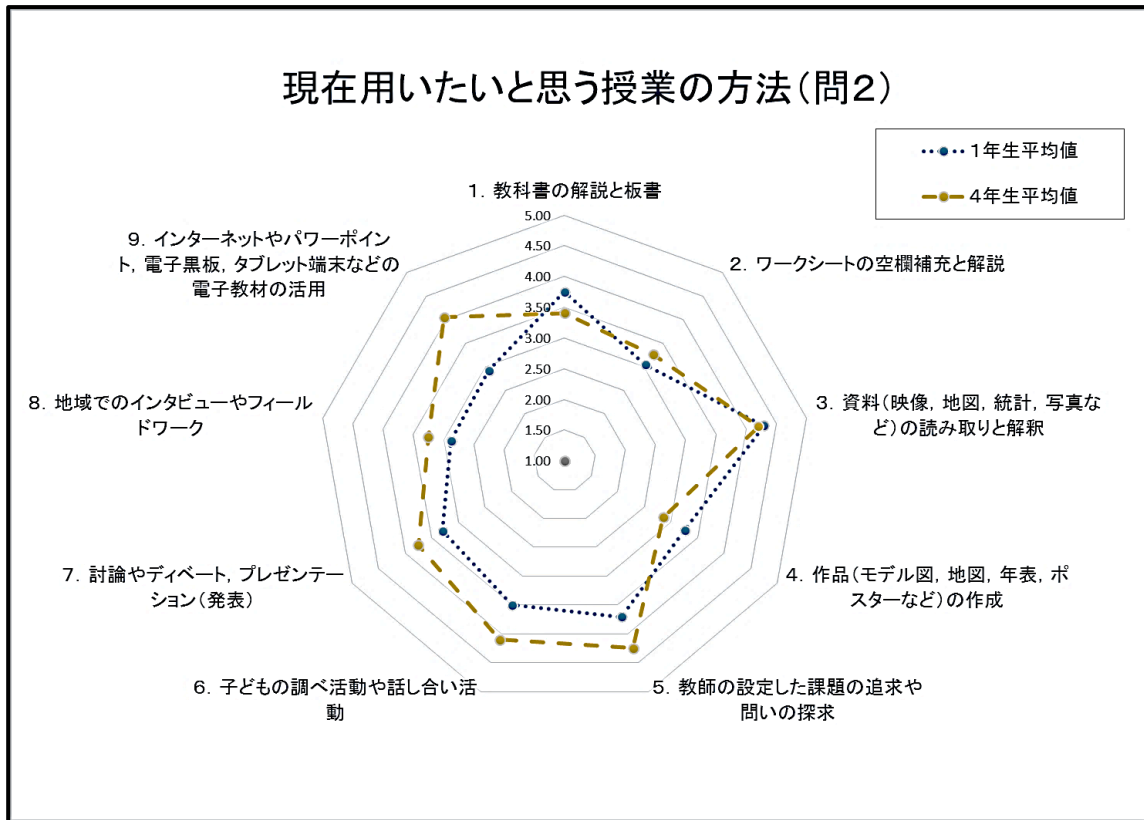 現在用いたいと思う授業の方法(問2)
1年生平均値
4年生平均値
1. 教科書の解説と板書
2. ワークシートの空欄補充と解説
3. 資料(映像, 地図, 統計, 写真な
ど)の読み取りと解釈
4. 作品(モデル図, 地図, 年表, ポ
スターなど)の作成
5. 教師の設定した課題の追求や
問いの探求
6. 子どもの調べ活動や話し合い活
動
7. 討論やディベート, プレゼンテー
ション(発表)
8. 地域でのインタビューやフィール
ドワーク
9. インターネットやパワーポイン
ト, 電子黒板, タブレット端末などの
電子教材の活用
5.00
4.50
4.00
3.50
3.00
2.50
2.00
1.50
1.00